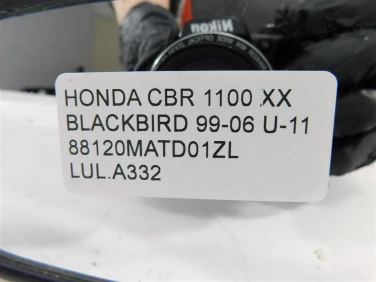 Nikon
HONDA CBR 1100 XX
BLACKBIRD 99-06 U-11
88120MATD01ZL
LUL.A332